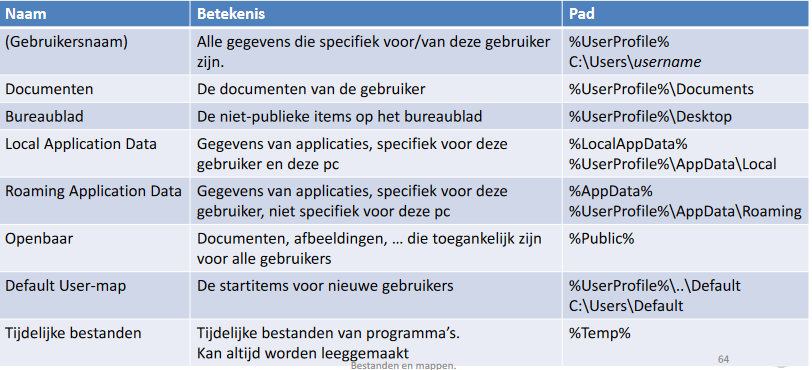 Naam Betekenis Pad
(Gebruikersnaam) Alle gegevens die specifiek voor/van deze gebruiker %UserProfile%
zijn. C:\Users\username
Documenten De documenten van de gebruiker %UserProfile%\Documents
Bureaublad De niet-publieke items op het bureaublad %UserProfile%\Desktop
Local Application Data Gegevens van applicaties, specifiek voor deze %LocalAppData%
gebruiker en deze pc %UserProfile%\AppData\Local
Roaming Application Data Gegevens van applicaties, specifiek voor deze %AppData%
gebruiker, niet specifiek voor deze pc %UserProfile%\AppData\Roaming
Openbaar Documenten, afbeeldingen, … die toegankelijk zijn %Public%
voor alle gebruikers
Default User-map De startitems voor nieuwe gebruikers %UserProfile%\..\Default
C:\Users\Default
Tijdelijke bestanden Tijdelijke bestanden van programma’s. %Temp%
Kan altijd worden leeggemaakt 64
Bestanden en mappen.